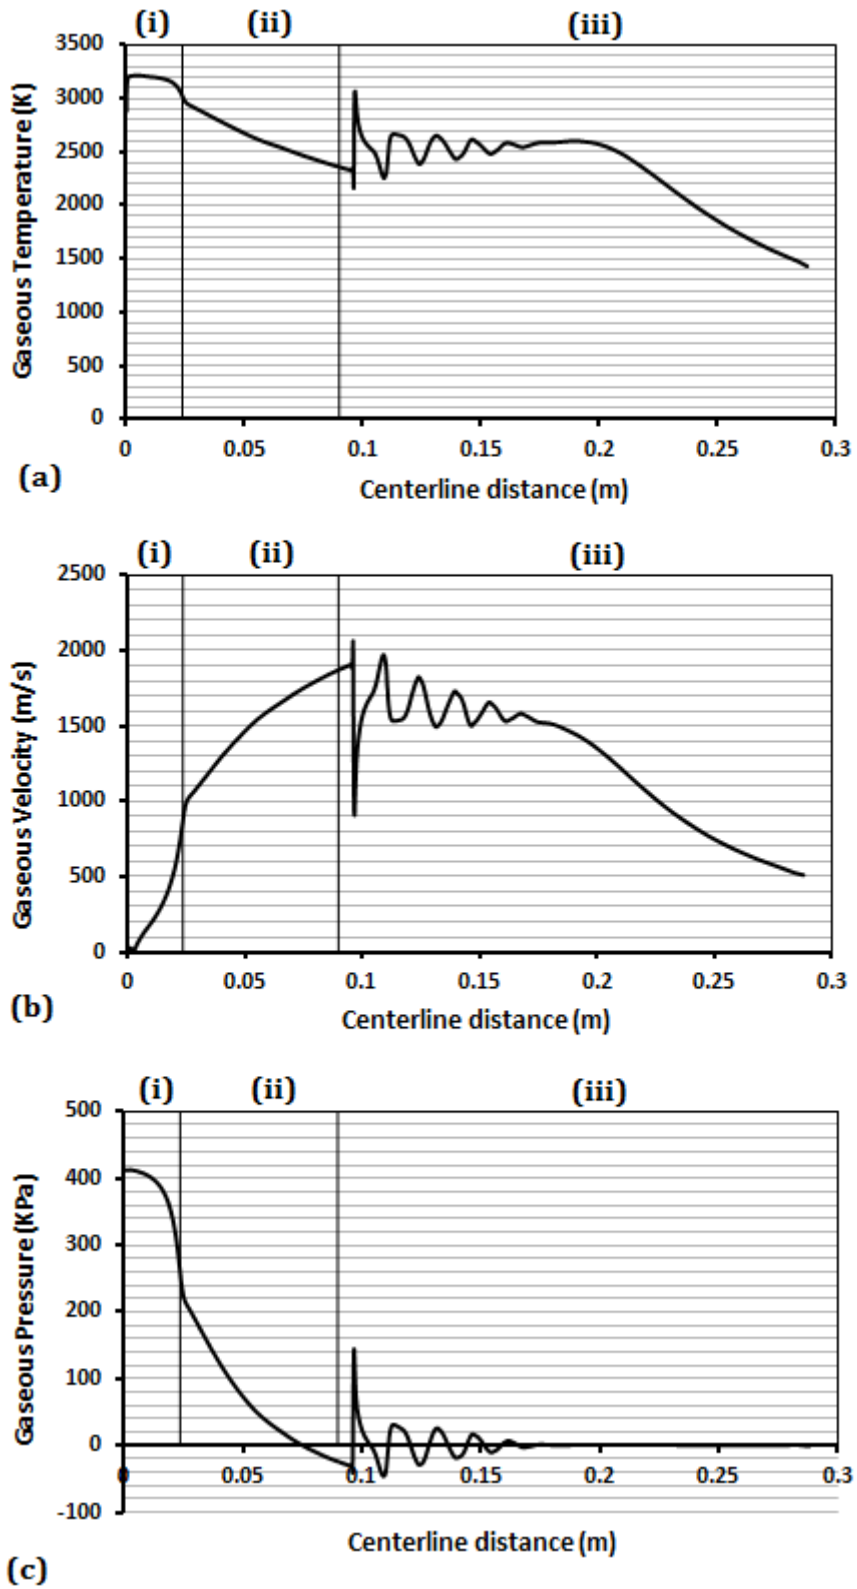 (i) (ii) (iii)
3500
3000
2500
2000
1500
1000
500
0
Gaseous Temperature (K)
0 0.05 0.1 0.15 0.2 0.25 0.3
Centerline distance (m)
(a)
(i) (ii) (iii)
2500
2000
1500
1000
500
0
Gaseous Velocity (m/s)
0 0.05 0.1 0.15 0.2 0.25 0.3
Centerline distance (m)
(b)
(i) (ii) (iii)
500
400
300
200
100
0
-100
Gaseous Pressure (KPa)
0 0.05 0.1 0.15 0.2 0.25 0.3
Centerline distance (m)
(c)